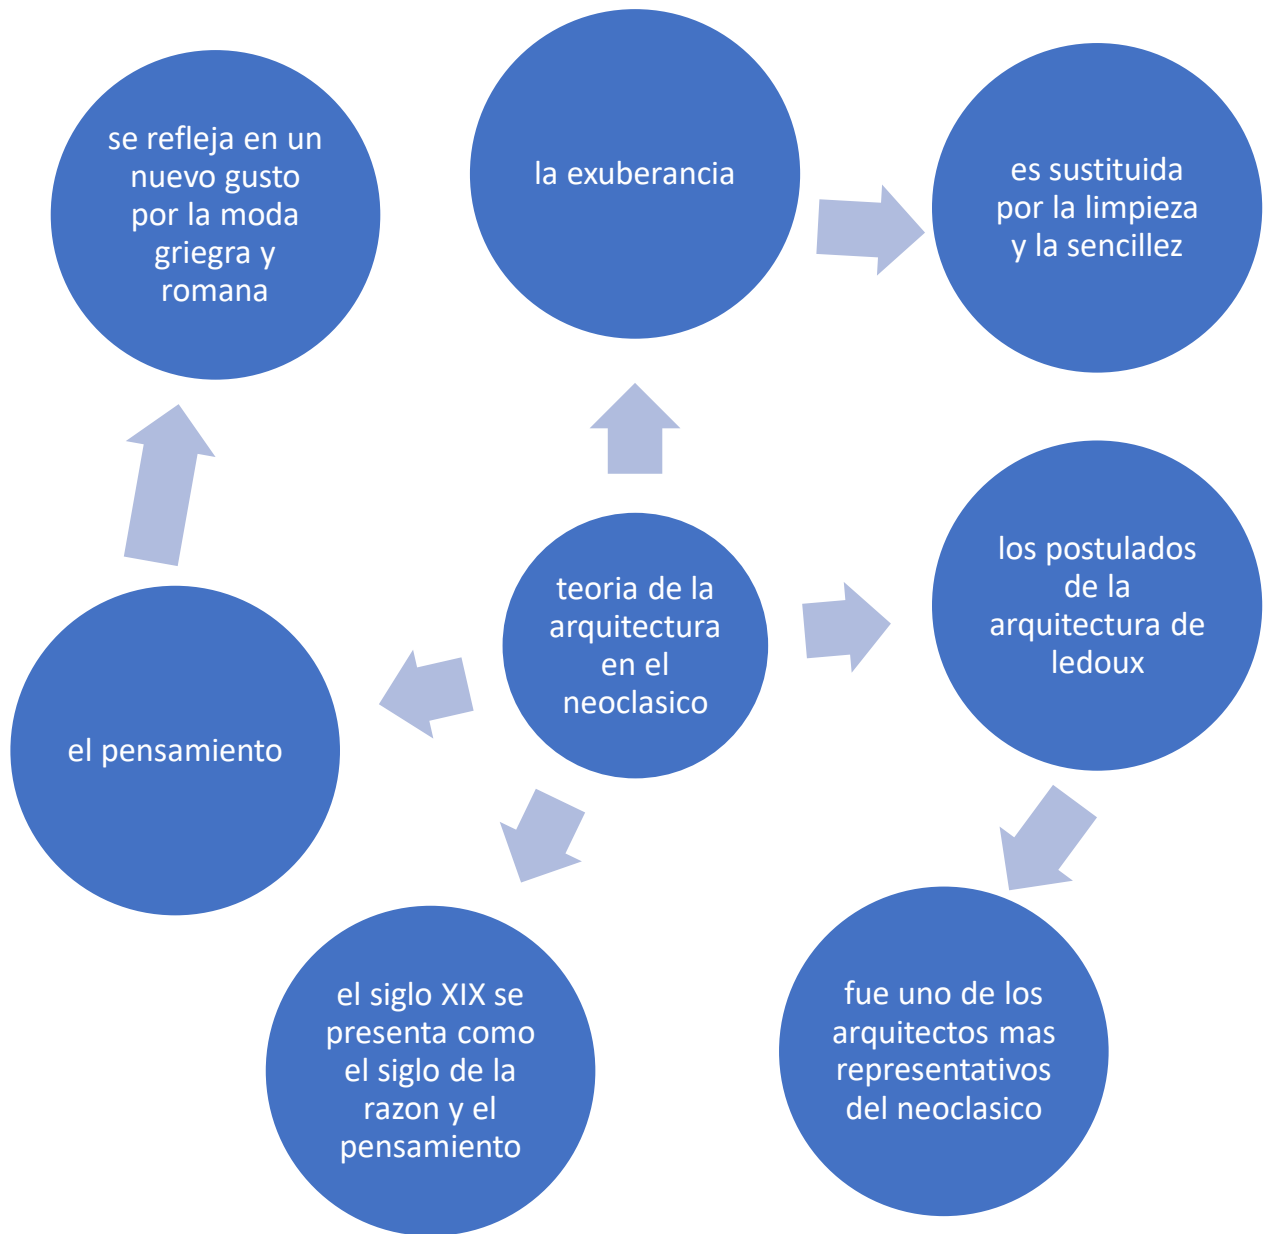 se refleja en un
nuevo gusto
por la moda
griegra y
romana
la exuberancia
es sustituida
por la limpieza
y la sencillez
teoria de la
arquitectura
en el
neoclasico
los postulados
de la
arquitectura de
ledoux
el pensamiento
el siglo XIX se
presenta como
el siglo de la
razon y el
pensamiento
fue uno de los
arquitectos mas
representativos
del neoclasico